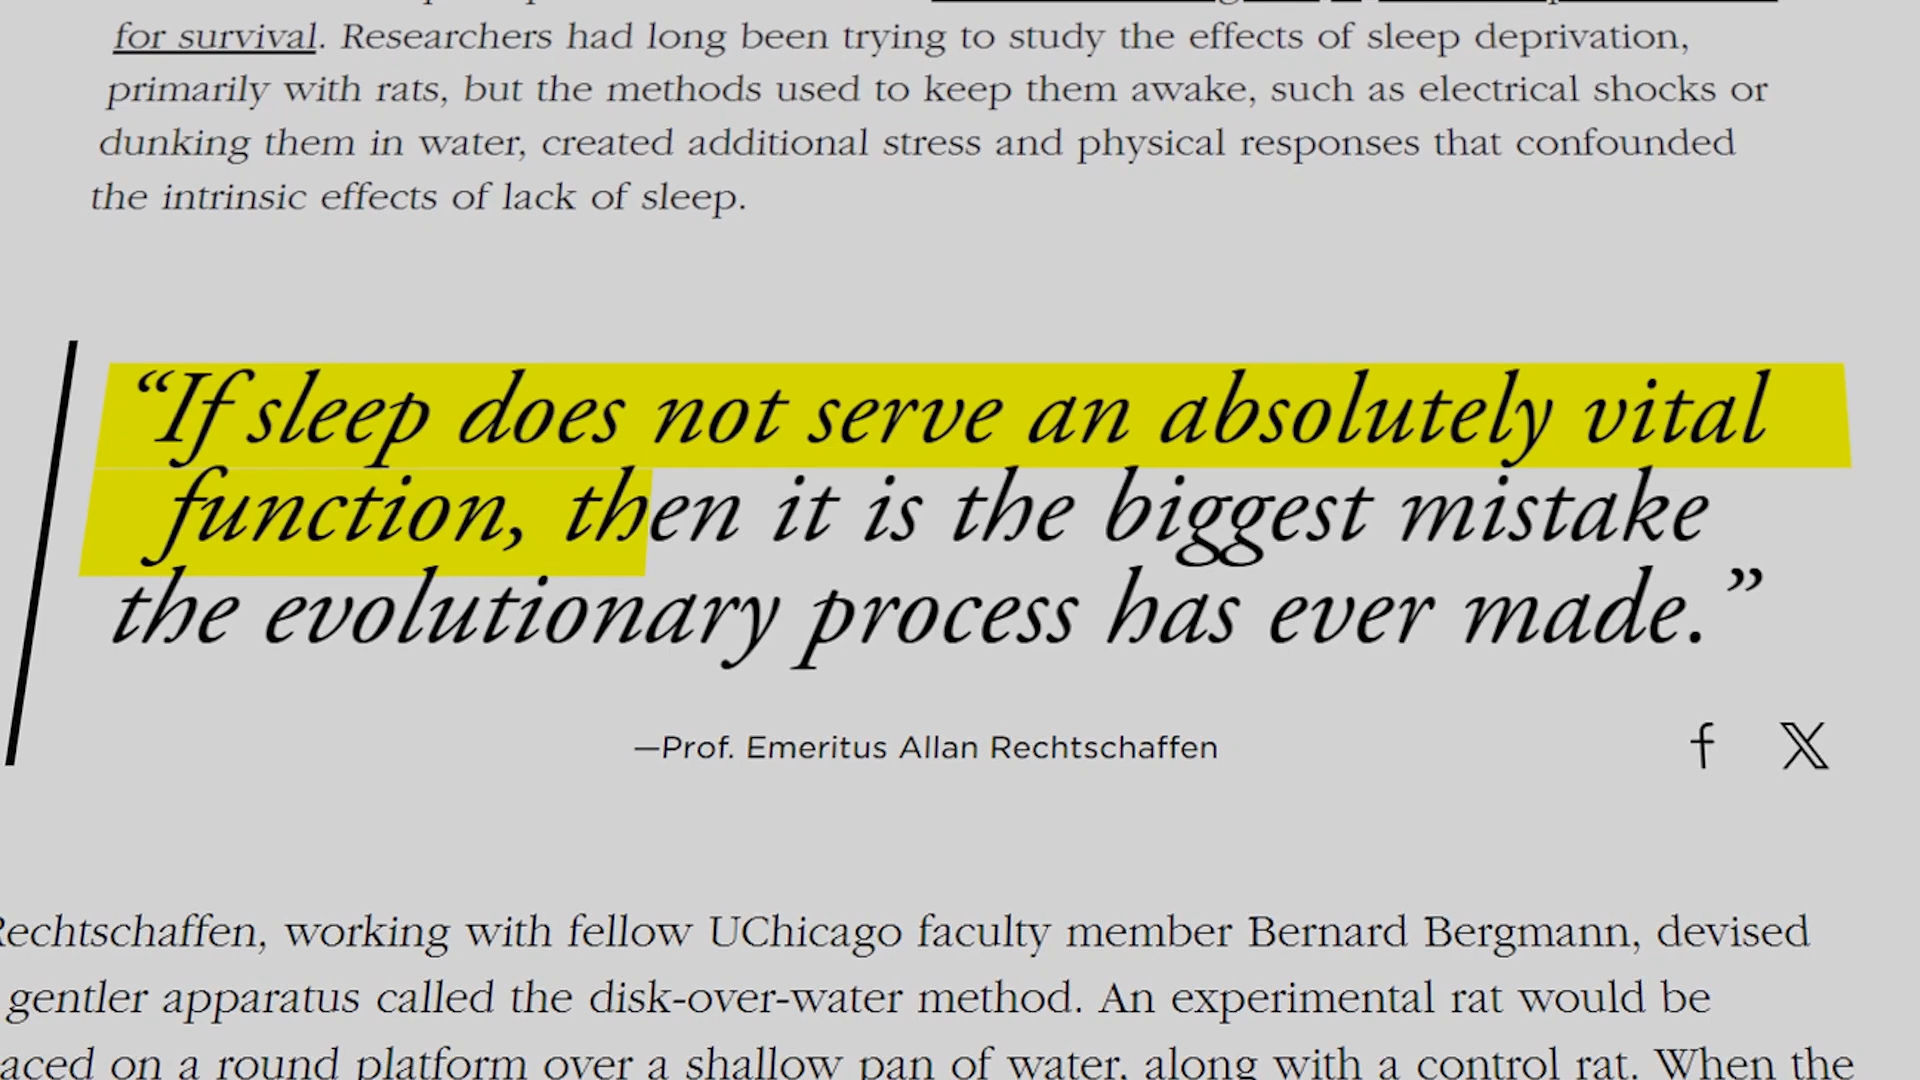 for survival. Researchers had long been trying to study the effects of sleep deprivation,
primarily with rats, but the methods used to keep them awake, such as electrical shocks or
dunking them in water, created additional stress and physical responses that confounded
the intrinsic effects of lack of sleep.
“If sleep does not serve an absolutely vital
function, then it is the biggest mistake
the evolutionary process has ever made.”
—Prof. Emeritus Allan Rechtschaffen
f X
Rechtschaffen, working with fellow UChicago faculty member Bernard Bergmann, devised
gentler apparatus called the disk-over-water method. An experimental rat would be
aced on a round platform over a shallow pan of water, along with a control rat. When the